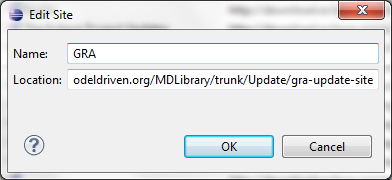 Edit Site
Name: GRA
Location: odeldriven.org/MDLibrary/trunk/Update/gra-update-site
OK Cancel